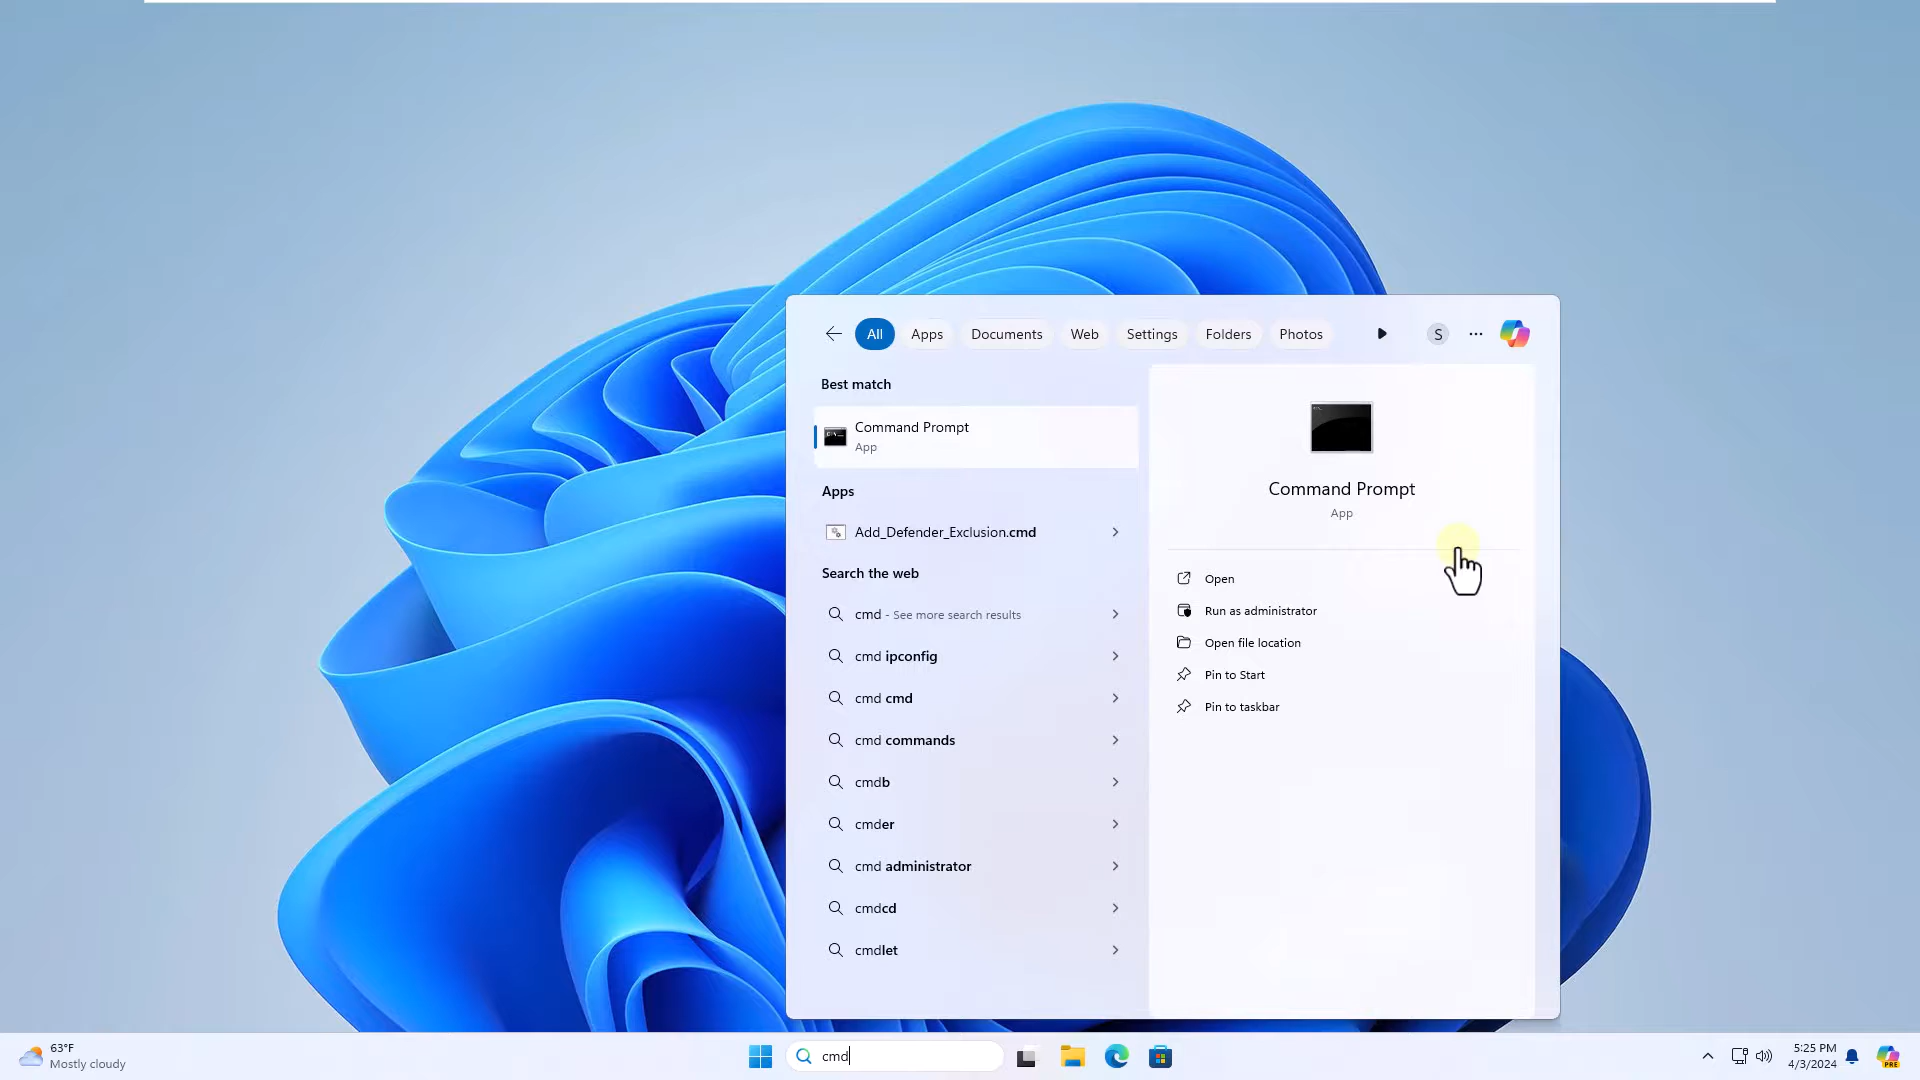 All
Apps
Documents
Web
Settings
Folders
Photos
S
Best match
Command Prompt
App
Apps
Add_Defender_Exclusion.cmd
Search the web
cmd - See more search results
cmd ipconfig
cmd cmd
cmd commands
cmdb
cmder
cmd administrator
cmdcd
cmdlet
Command Prompt
App
Open
Run as administrator
Open file location
Pin to Start
Pin to taskbar
63°F
Mostly cloudy
cmd
5:25 PM
4/3/2024
PRE